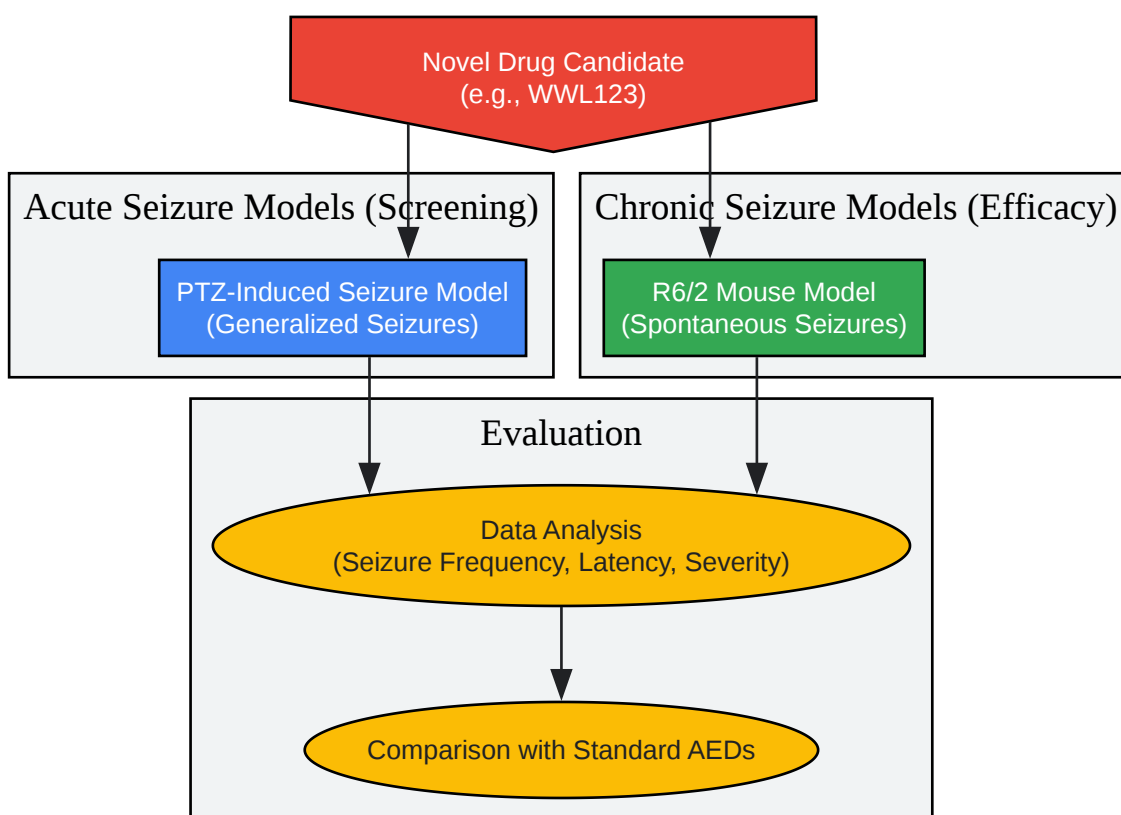 Novel Drug Candidate
(e.g., WWL123)
Acute Seizure Models (Screening)
Chronic Seizure Models (Efficacy)
PTZ-Induced Seizure Model
(Generalized Seizures)
R6/2 Mouse Model
(Spontaneous Seizures)
Evaluation
Data Analysis
(Seizure Frequency, Latency, Severity)
Comparison with Standard AEDs